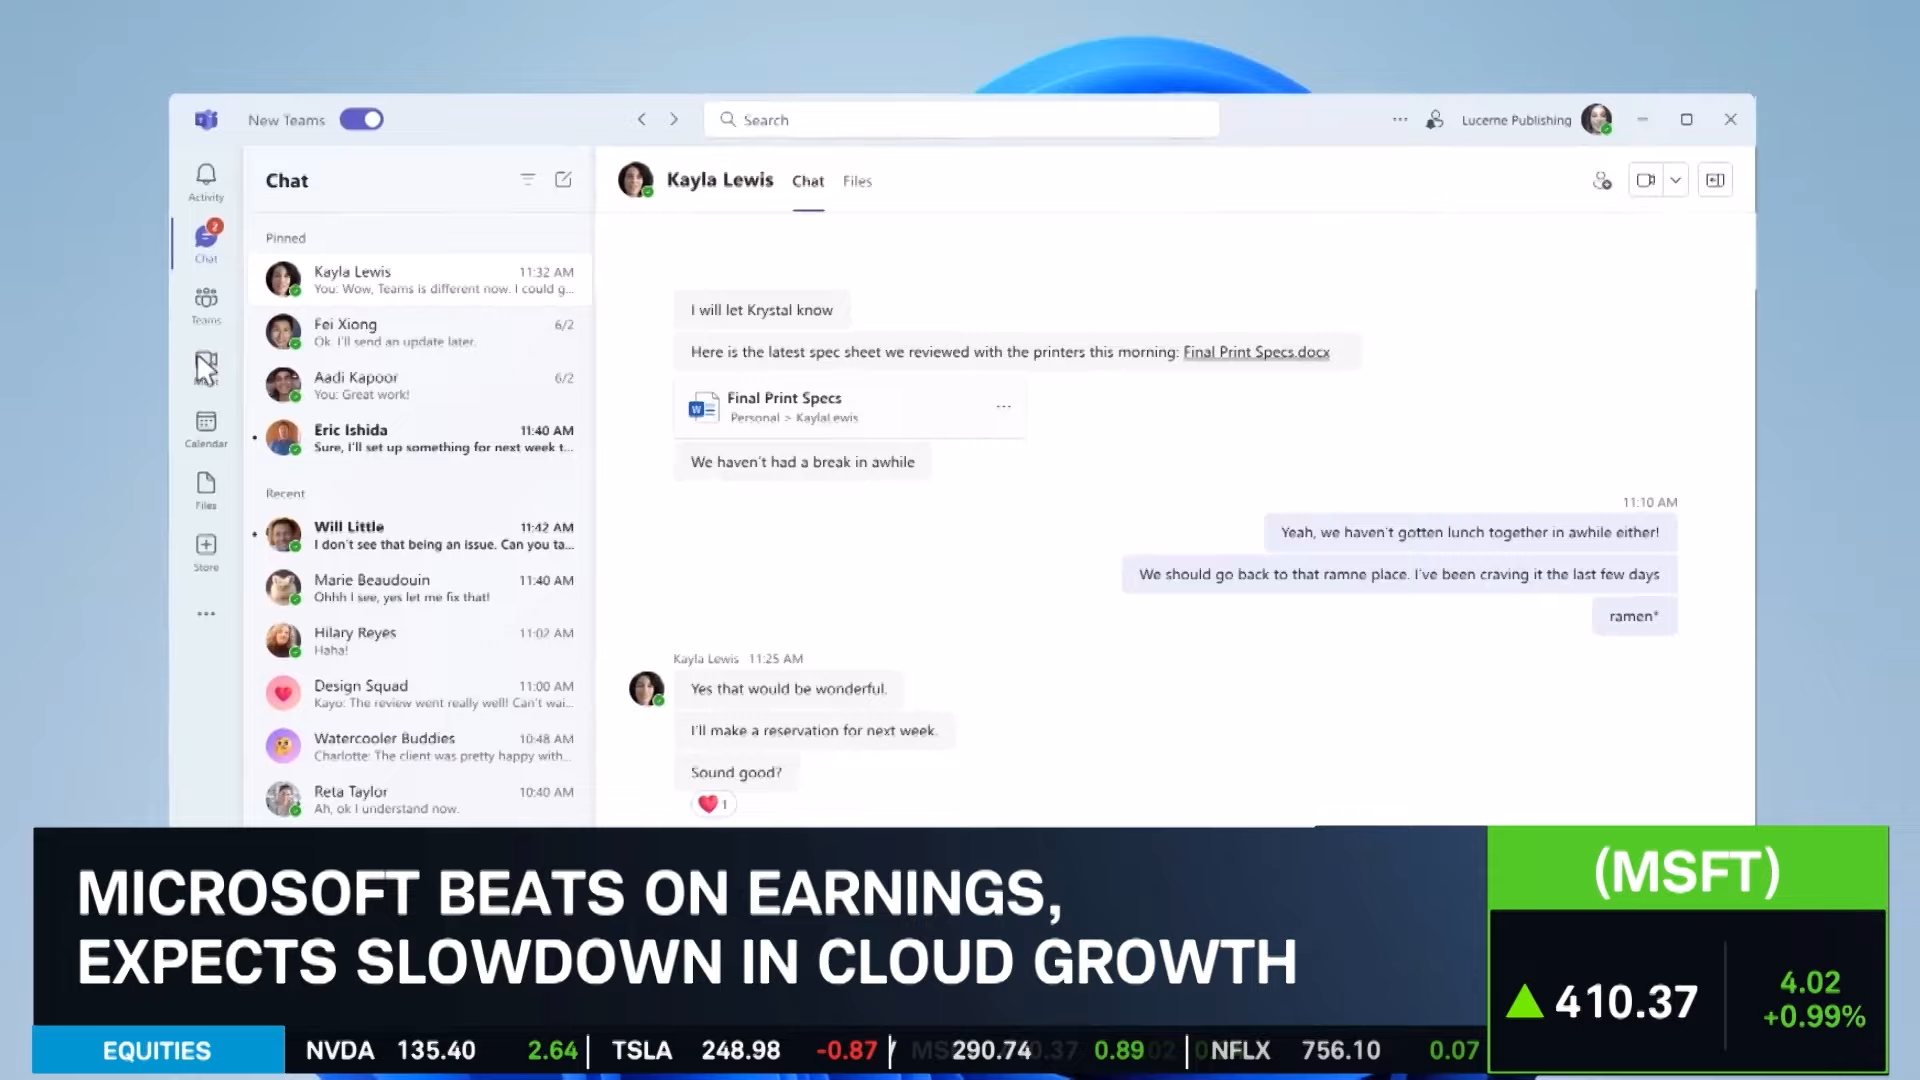 New Teams
Search
Lucerne Publishing
Activity
2
Chat
Teams
Calendar
Files
Store
Chat
Pinned
Kayla Lewis 11:32 AM
You: Wow, Teams is different now. I could g...
Fei Xiong 6/2
Ok. I'll send an update later.
Aadi Kapoor 6/2
You: Great work!
Eric Ishida 11:40 AM
Sure, I'll set up something for next week t...
Recent
Will Little 11:42 AM
I don't see that being an issue. Can you ta...
Marie Beaudouin 11:40 AM
Ohhh I see, yes let me fix that!
Hilary Reyes 11:02 AM
Haha!
Design Squad 11:00 AM
Kayo: The review went really well! Can't wai...
Watercooler Buddies 10:48 AM
Charlotte: The client was pretty happy with...
Reta Taylor 10:40 AM
Ah, ok I understand now.
Kayla Lewis Chat Files
I will let Krystal know
Here is the latest spec sheet we reviewed with the printers this morning: Final Print Specs.docx
W Final Print Specs
Personal > KaylaLewis
We haven't had a break in awhile
11:10 AM
Yeah, we haven't gotten lunch together in awhile either!
We should go back to that ramne place. I've been craving it the last few days
ramen*
Kayla Lewis 11:25 AM
Yes that would be wonderful.
I'll make a reservation for next week.
Sound good?
1
MICROSOFT BEATS ON EARNINGS,
EXPECTS SLOWDOWN IN CLOUD GROWTH
(MSFT)
410.37
4.02
+0.99%
EQUITIES
NVDA 135.40 2.64 TSLA 248.98 -0.87 290.74 0.89 NFLX 756.10 0.07